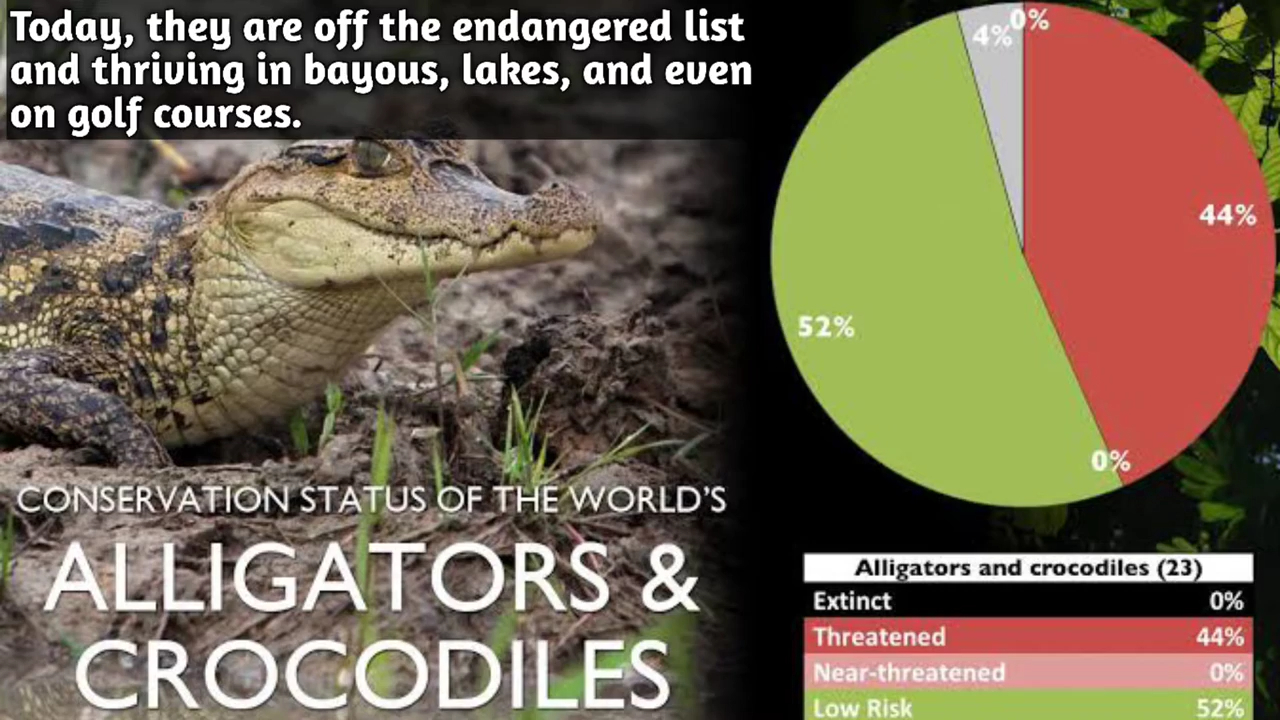 Today, they are off the endangered list
and thriving in bayous, lakes, and even
on golf courses.
CONSERVATION STATUS OF THE WORLD'S
ALLIGATORS &
CROCODILES
4%
0%
44%
52%
0%
Alligators and crocodiles (23)
Extinct 0%
Threatened 44%
Near-threatened 0%
Low Risk 52%